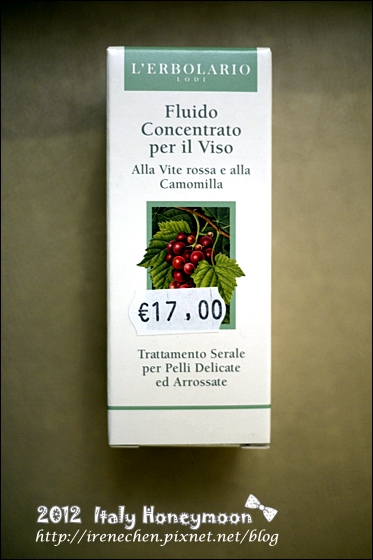 L'ERBOLARIO
LODI
Fluido
Concentrato
per il Viso
Alla Vite rossa e alla
Camomilla
€17,00
Trattamento Serale
per Pelli Delicate
ed Arrossate
2012 Italy Honeymoon
http://irenechen.pixnet.net/blog